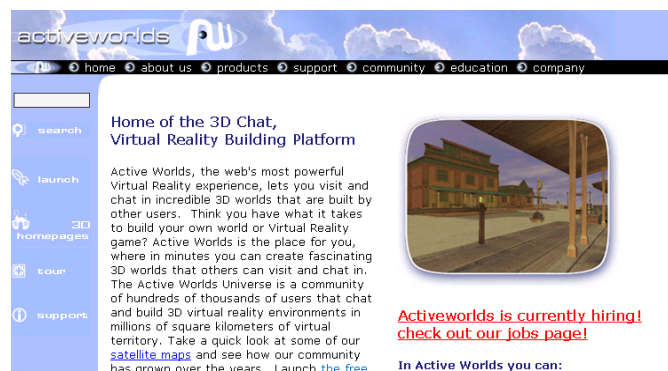 activeworlds
home about us products support community education company
search
launch
3D
homepages
tour
support
Home of the 3D Chat,
Virtual Reality Building Platform
Active Worlds, the web's most powerful
Virtual Reality experience, lets you visit and
chat in incredible 3D worlds that are built by
other users. Think you have what it takes
to build your own world or Virtual Reality
game? Active Worlds is the place for you,
where in minutes you can create fascinating
3D worlds that others can visit and chat in.
The Active Worlds Universe is a community
of hundreds of thousands of users that chat
and build 3D virtual reality environments in
millions of square kilometers of virtual
territory. Take a quick look at some of our
satellite maps and see how our community
has grown over the years. Launch the free
Activeworlds is currently hiring!
check out our jobs page!
In Active Worlds you can: